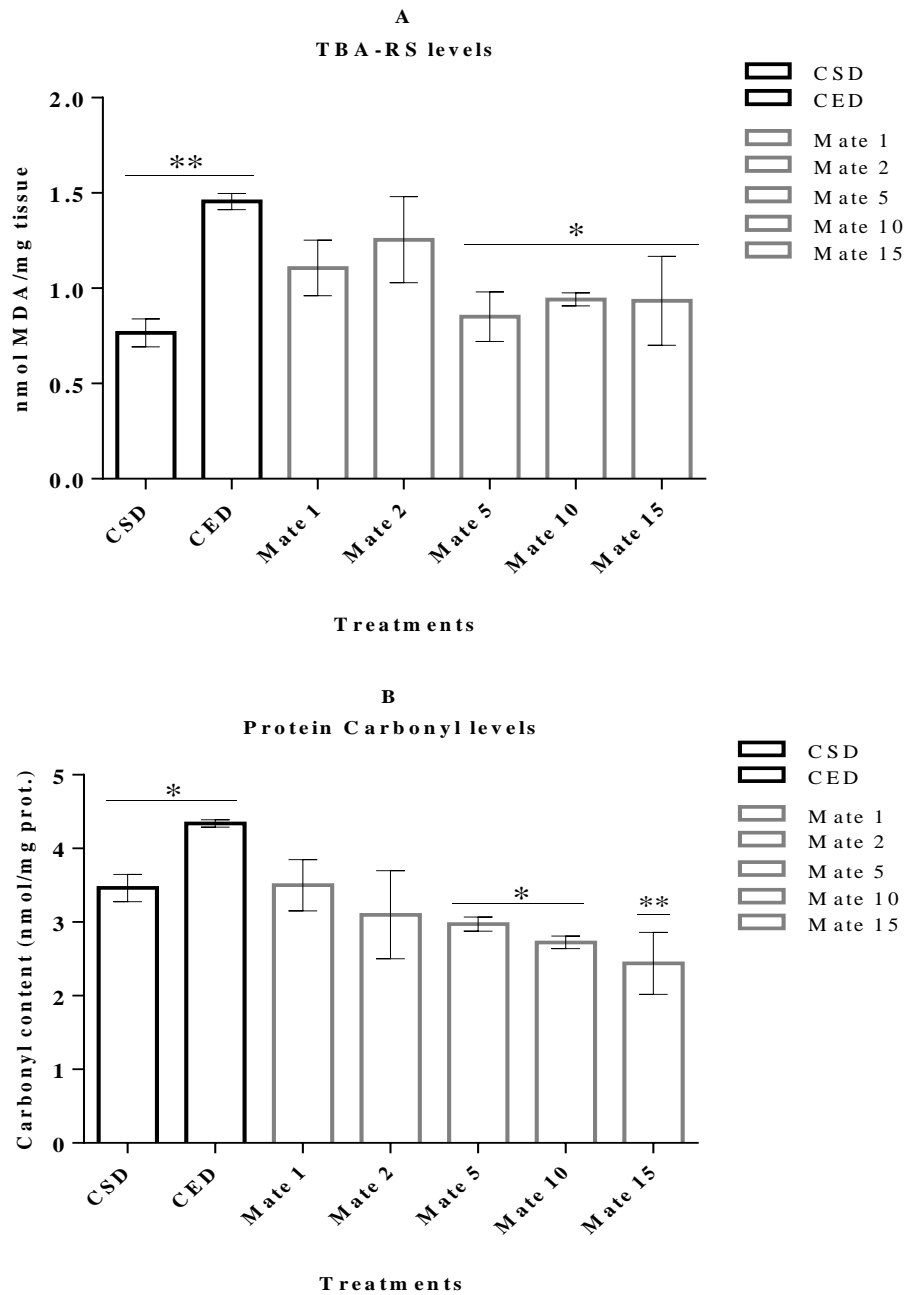 A
TBA-RS levels
CSD
CED
Mate 1
Mate 2
Mate 5
Mate 10
Mate 15
nmol MDA/mg tissue
2.0
1.5
1.0
0.5
0.0
**
*
CSD
CED
Mate 1
Mate 2
Mate 5
Mate 10
Mate 15
Treatments
B
Protein Carbonyl levels
CSD
CED
Mate 1
Mate 2
Mate 5
Mate 10
Mate 15
Carbonyl content (nmol/mg prot.)
5
4
3
2
1
0
*
*
**
CSD
CED
Mate 1
Mate 2
Mate 5
Mate 10
Mate 15
Treatments